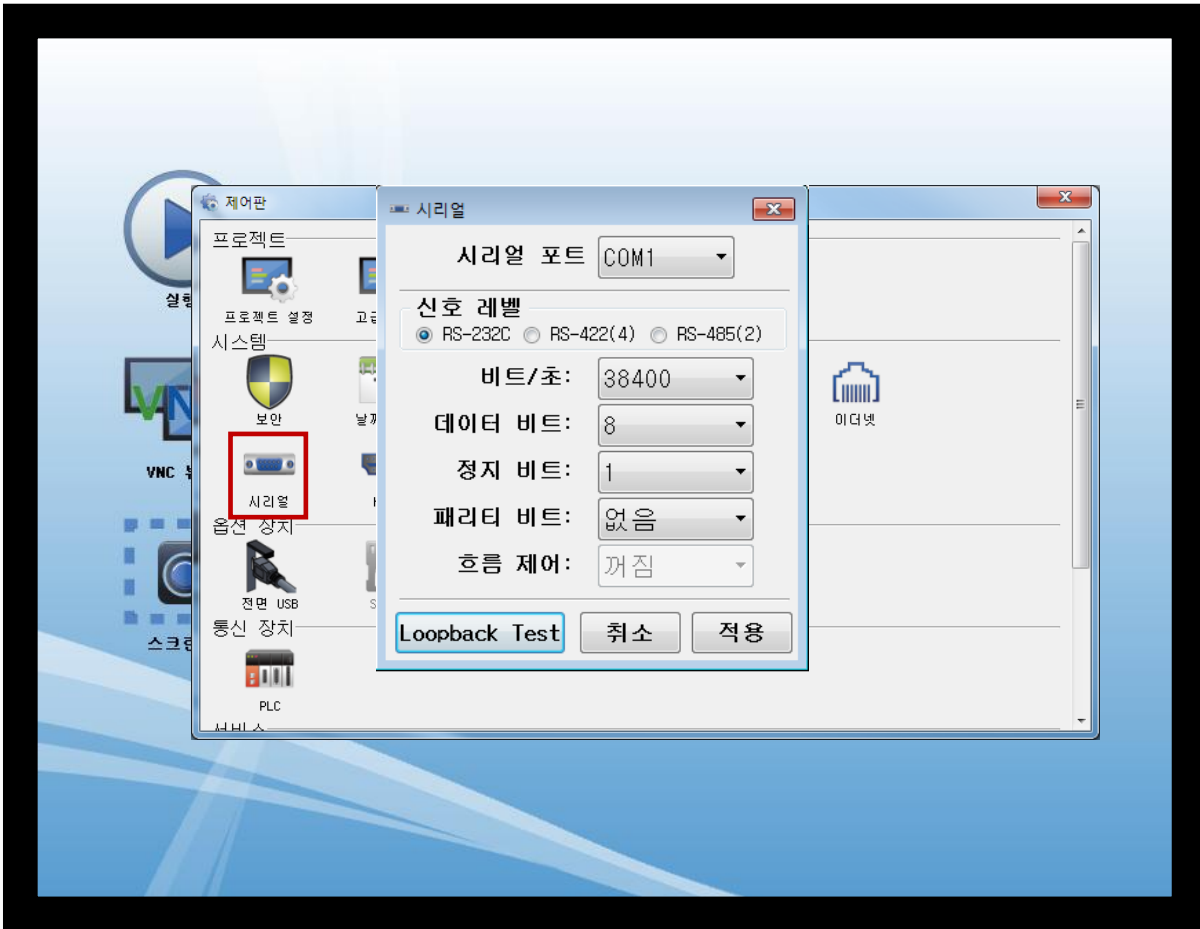 제어판
프로젝트
프로젝트 설정
시스템
보안
이더넷
시리얼
옵션 장치
전면 USB
통신 장치
PLC
VNC
시리얼
시리얼 포트 COM1
신호 레벨
RS-232C RS-422(4) RS-485(2)
비트/초: 38400
데이터 비트: 8
정지 비트: 1
패리티 비트: 없음
흐름 제어: 꺼짐
Loopback Test 취소 적용